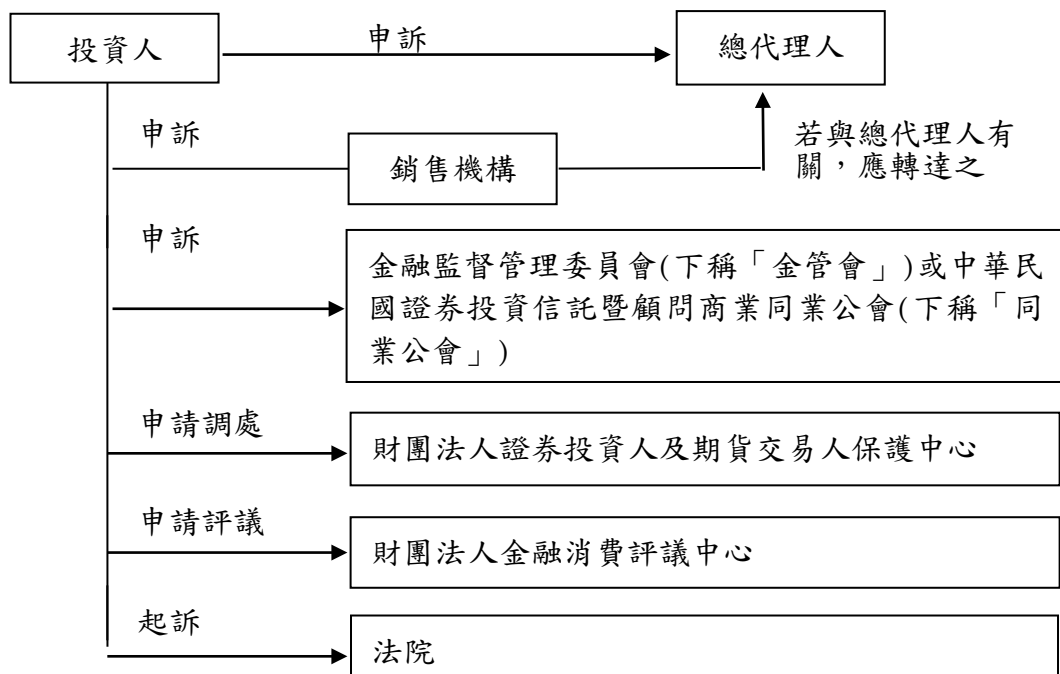 投資人
申訴
總代理人
申訴
銷售機構
若與總代理人有
關，應轉達之
申訴
金融監督管理委員會(下稱「金管會」)或中華民
國證券投資信託暨顧問商業同業公會(下稱「同
業公會」)
申請調處
財團法人證券投資人及期貨交易人保護中心
申請評議
財團法人金融消費評議中心
起訴
法院